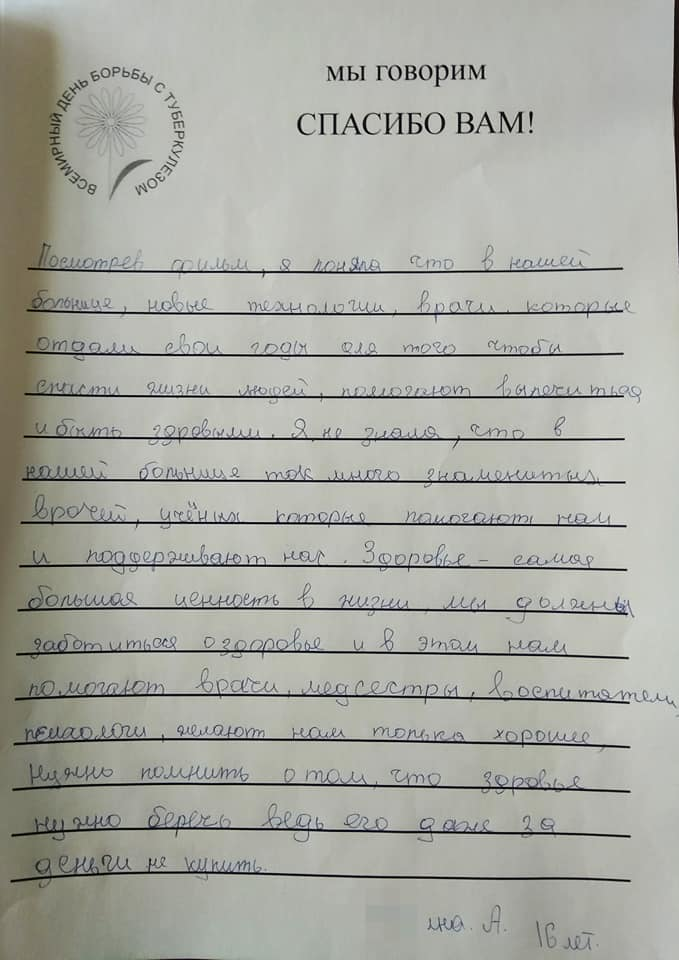 ВСЕМИРНЫЙ ДЕНЬ БОРЬБЫ С ТУБЕРКУЛЕЗОМ
мы говорим
СПАСИБО ВАМ!
Посмотрев фильм, я поняла что в нашей
больнице, новые технологии, врачи которые
отдали свои годы для того чтобы
спасти жизни людей, помогают вылечиться
и быть здоровыми. Я не знала, что в
нашей больнице так много знаменитых
врачей, учёных которые помогают нам
и поддерживают нас. Здоровье - самая
большая ценность в жизни, мы должны
заботиться о здоровье и в этом нам
помогают врачи, медсестры, воспитатели,
психологи, желают нам только хорошее,
Нужно помнить о том, что здоровье
нужно беречь ведь его даже за
деньги не купить.
А. 16 лет.